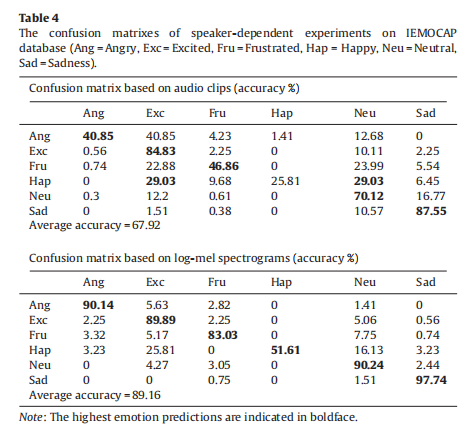 Table 4
The confusion matrixes of speaker-dependent experiments on IEMOCAP
database (Ang = Angry, Exc = Excited, Fru = Frustrated, Hap = Happy, Neu = Neutral,
Sad = Sadness).
Confusion matrix based on audio clips (accuracy %)
Ang Exc Fru Hap Neu Sad
Ang 40.85 40.85 4.23 1.41 12.68 0
Exc 0.56 84.83 2.25 0 10.11 2.25
Fru 0.74 22.88 46.86 0 23.99 5.54
Hap 0 29.03 9.68 25.81 29.03 6.45
Neu 0.3 12.2 0.61 0 70.12 16.77
Sad 0 1.51 0.38 0 10.57 87.55
Average accuracy = 67.92
Confusion matrix based on log-mel spectrograms (accuracy %)
Ang Exc Fru Hap Neu Sad
Ang 90.14 5.63 2.82 0 1.41 0
Exc 2.25 89.89 2.25 0 5.06 0.56
Fru 3.32 5.17 83.03 0 7.75 0.74
Hap 3.23 25.81 0 51.61 16.13 3.23
Neu 0 4.27 3.05 0 90.24 2.44
Sad 0 0 0.75 0 1.51 97.74
Average accuracy = 89.16
Note: The highest emotion predictions are indicated in boldface.